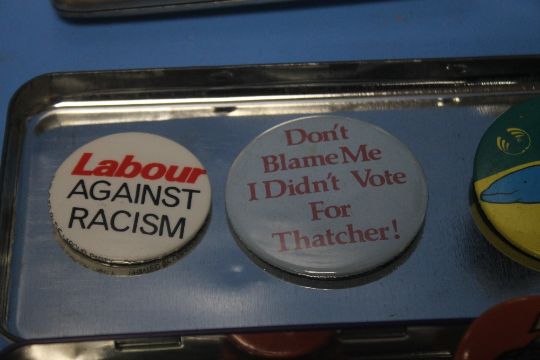 Labour
AGAINST
RACISM
Don't
Blame Me
I Didn't Vote
For
Thatcher!